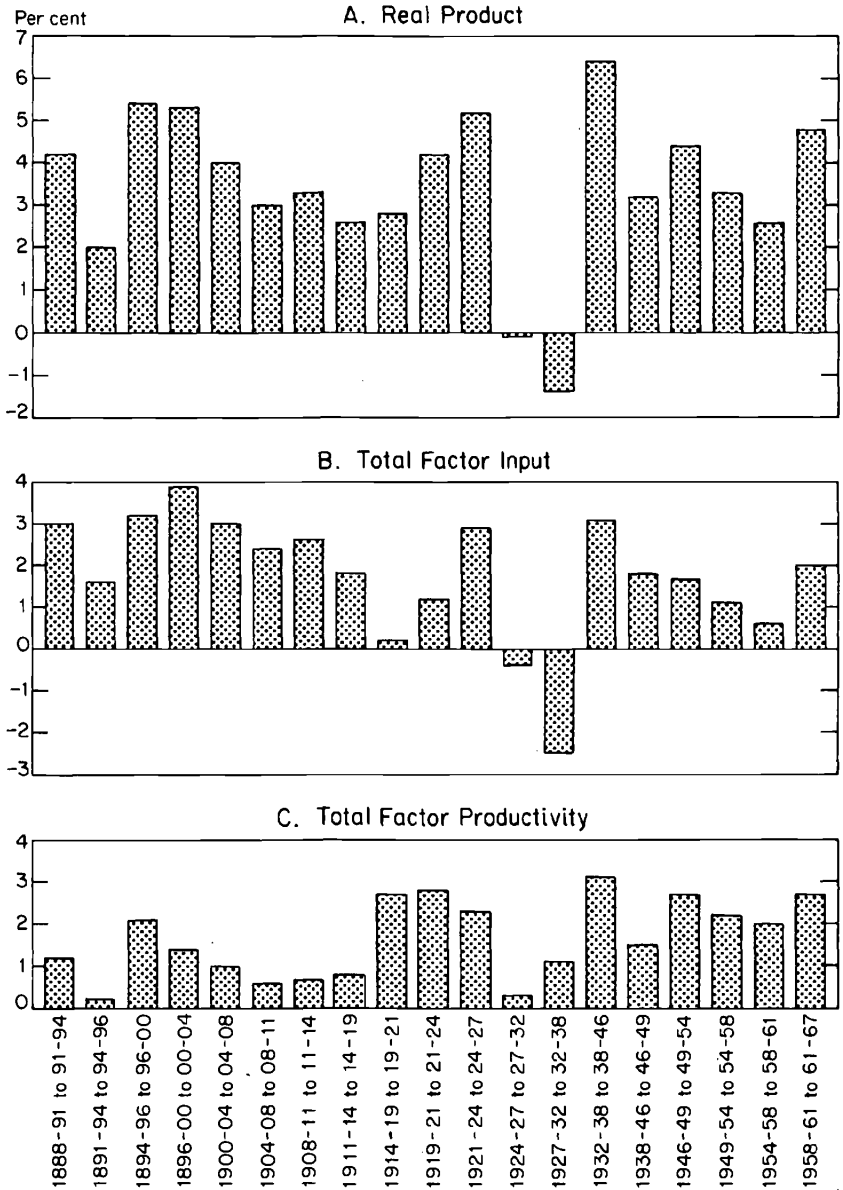 A. Real Product
Per cent
7
6
5
4
3
2
1
0
-1
-2
B. Total Factor Input
4
3
2
1
0
-1
-2
-3
C. Total Factor Productivity
4
3
2
1
0
1888-91 to 91-94
1891-94 to 94-96
1894-96 to 96-00
1896-00 to 00-04
1900-04 to 04-08
1904-08 to 08-11
1908-11 to 11-14
1911-14 to 14-19
1914-19 to 19-21
1919-21 to 21-24
1921-24 to 24-27
1924-27 to 27-32
1927-32 to 32-38
1932-38 to 38-46
1938-46 to 46-49
1946-49 to 49-54
1949-54 to 54-58
1954-58 to 58-61
1958-61 to 61-67